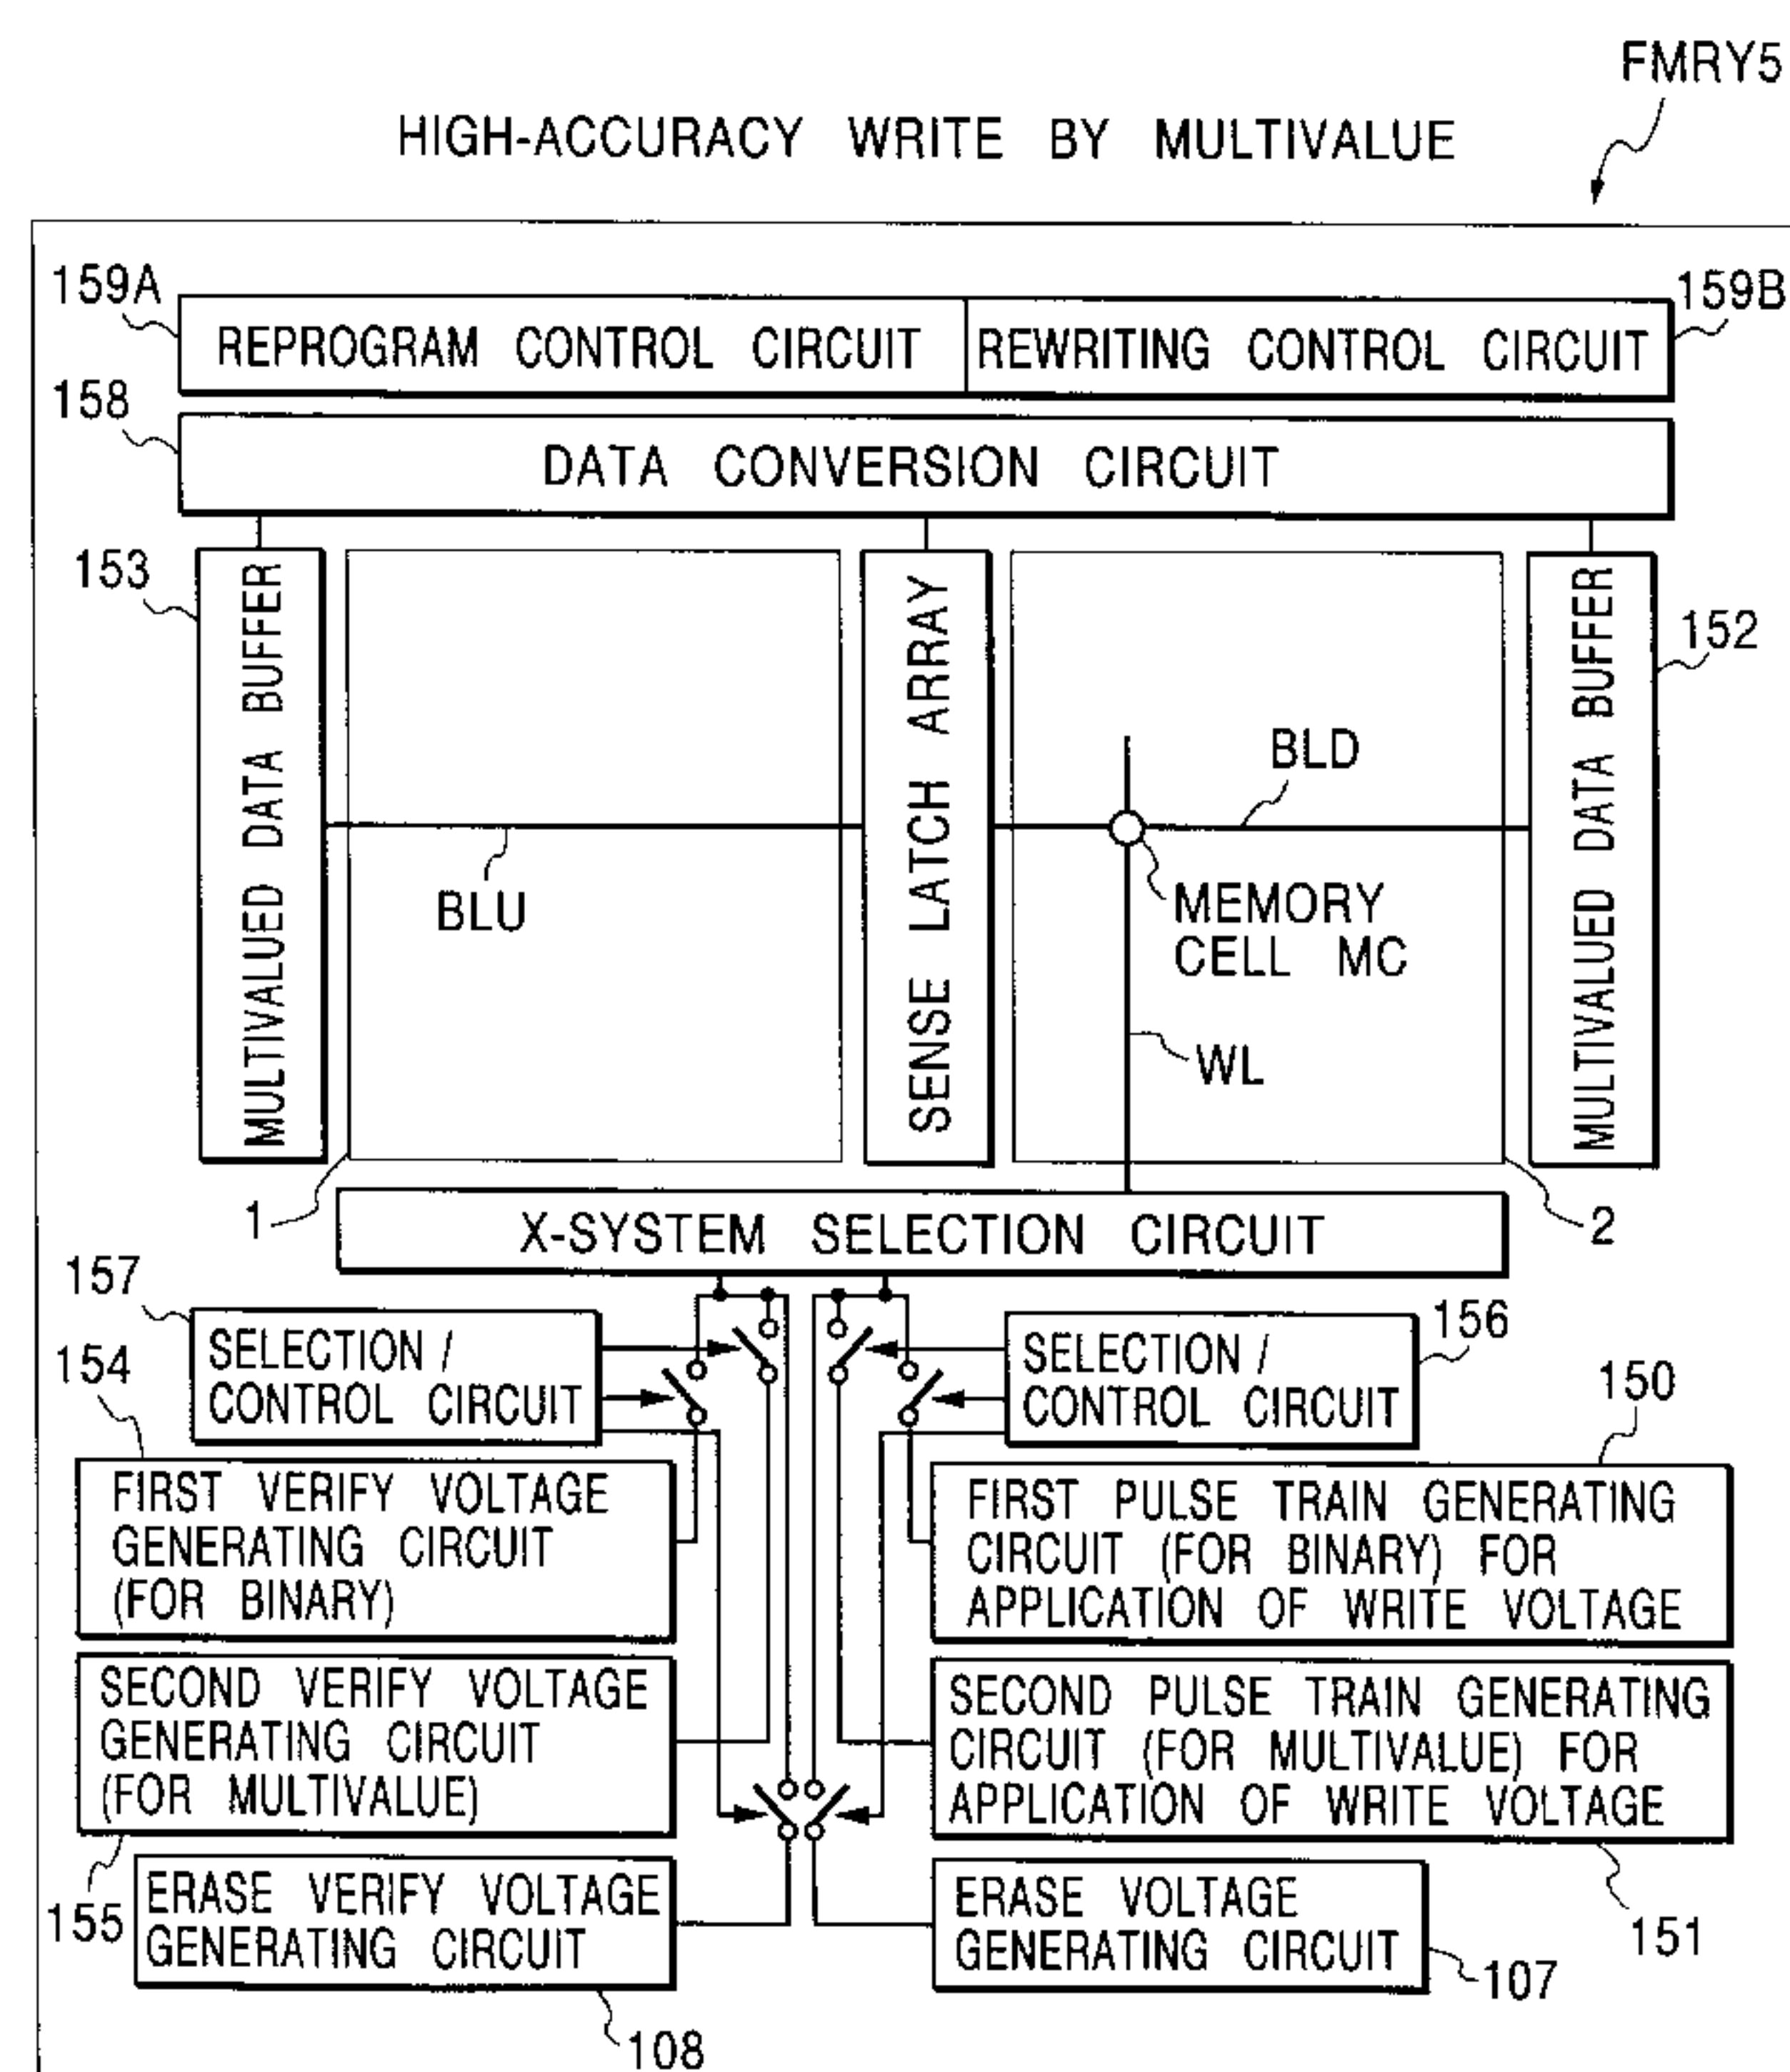 FMRY5
HIGH-ACCURACY WRITE BY MULTIVALUE
159A
159B
REPROGRAM CONTROL CIRCUIT
REWRITING CONTROL CIRCUIT
158
DATA CONVERSION CIRCUIT
153
MULTIVALUED DATA BUFFER
SENSE LATCH ARRAY
MULTIVALUED DATA BUFFER
152
BLD
BLU
MEMORY
CELL MC
WL
1
2
X-SYSTEM SELECTION CIRCUIT
157
SELECTION /
CONTROL CIRCUIT
156
SELECTION /
CONTROL CIRCUIT
154
FIRST VERIFY VOLTAGE
GENERATING CIRCUIT
(FOR BINARY)
150
FIRST PULSE TRAIN GENERATING
CIRCUIT (FOR BINARY) FOR
APPLICATION OF WRITE VOLTAGE
SECOND VERIFY VOLTAGE
GENERATING CIRCUIT
(FOR MULTIVALUE)
155
SECOND PULSE TRAIN GENERATING
CIRCUIT (FOR MULTIVALUE) FOR
APPLICATION OF WRITE VOLTAGE
151
ERASE VERIFY VOLTAGE
GENERATING CIRCUIT
108
ERASE VOLTAGE
GENERATING CIRCUIT
107